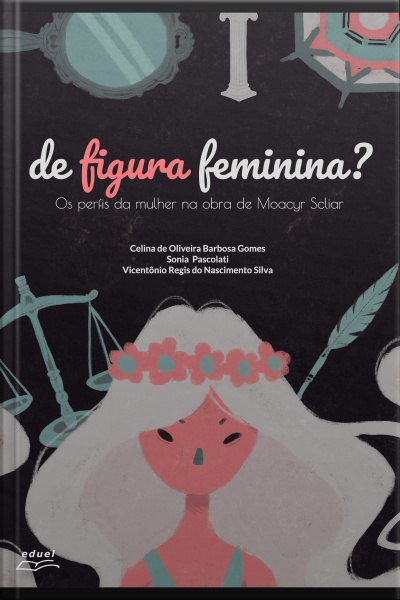 de figura feminina?
Os perfis da mulher na obra de Moacyr Scliar
Celina de Oliveira Barbosa Gomes
Sonia Pascolati
Vicentônio Regis do Nascimento Silva
eduel